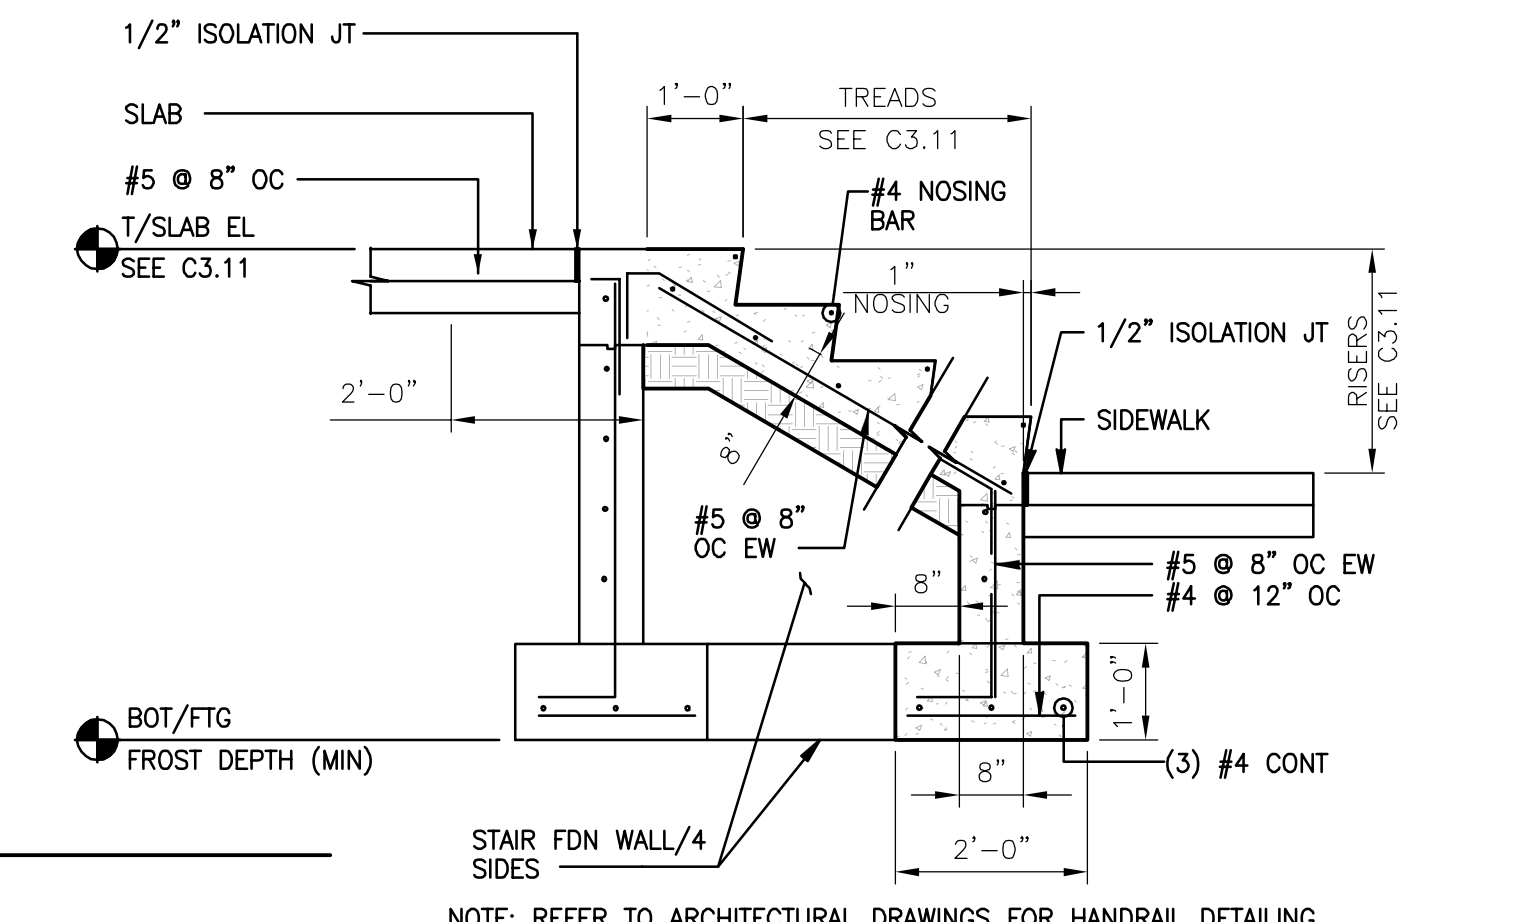 1/2" ISOLATION JT
SLAB
#5 @ 8" OC
T/SLAB EL
SEE C3.11
1'-0"
TREADS
SEE C3.11
#4 NOSING
BAR
1"
NOSING
1/2" ISOLATION JT
RISERS
SEE C3.11
SIDEWALK
2'-0"
8"
#5 @ 8"
OC EW
8"
#5 @ 8" OC EW
#4 @ 12" OC
1'-0"
BOT/FTG
FROST DEPTH (MIN)
(3) #4 CONT
8"
STAIR FDN WALL/4
SIDES
2'-0"
NOTE: REFER TO ARCHITECTURAL DRAWINGS FOR HANDRAIL DETAILING